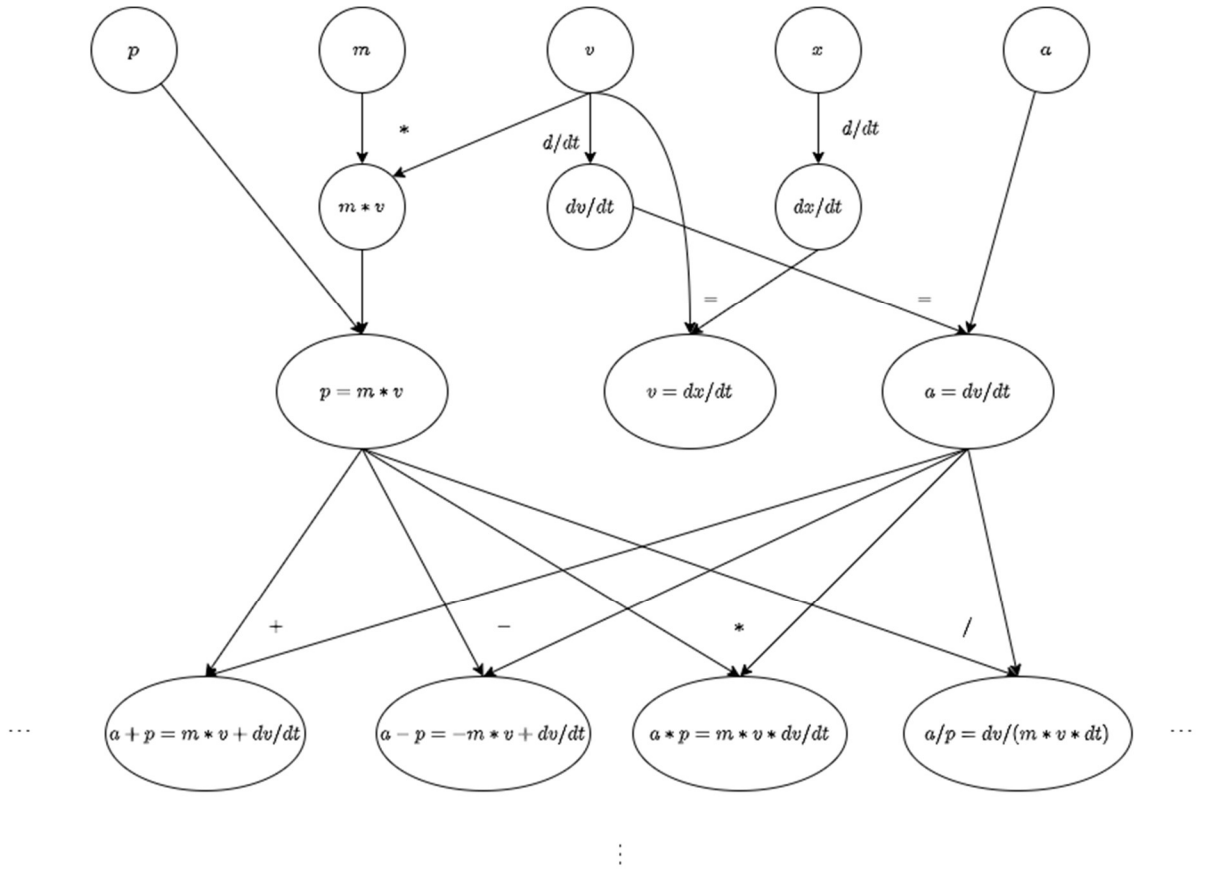 p m v x a
*
d/dt
d/dt
m * v dv/dt dx/dt
= =
p = m * v v = dx/dt a = dv/dt
+ − * /
a + p = m * v + dv/dt a − p = −m * v + dv/dt a * p = m * v * dv/dt a/p = dv/(m * v * dt)
... ...
⋮